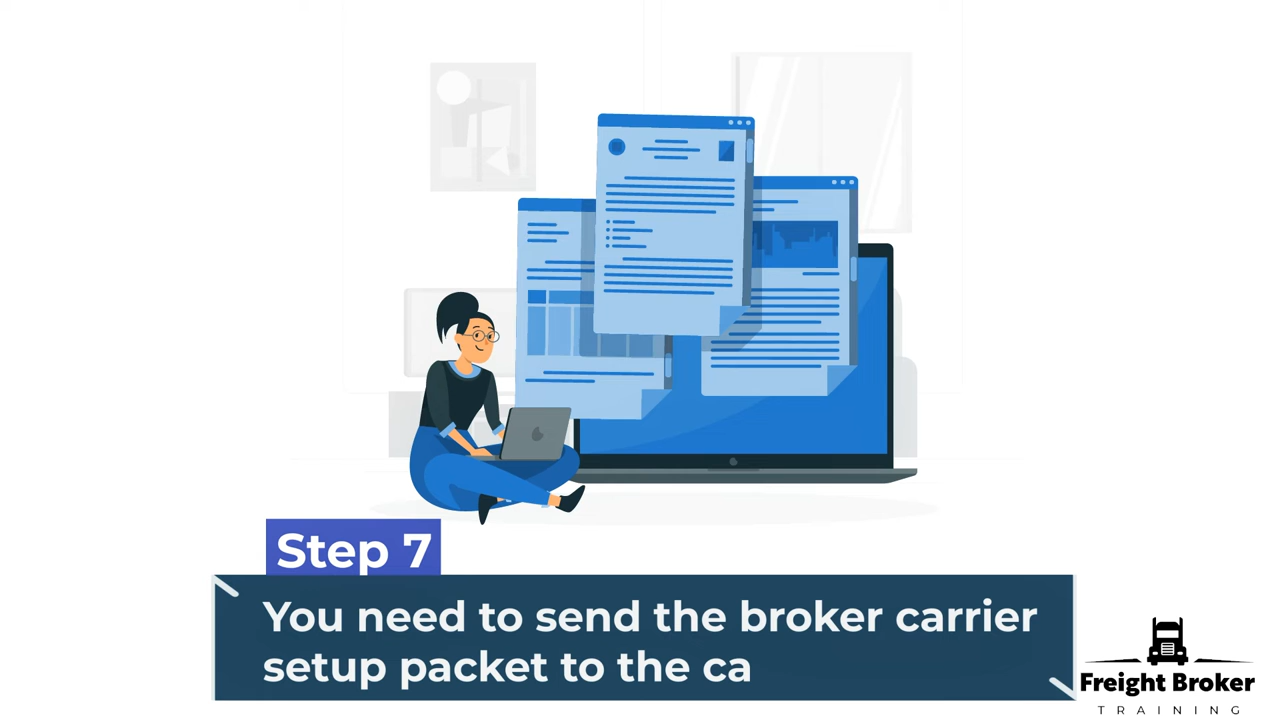 Step 7
You need to send the broker carrier
setup packet to the ca
Freight Broker
TRAINING